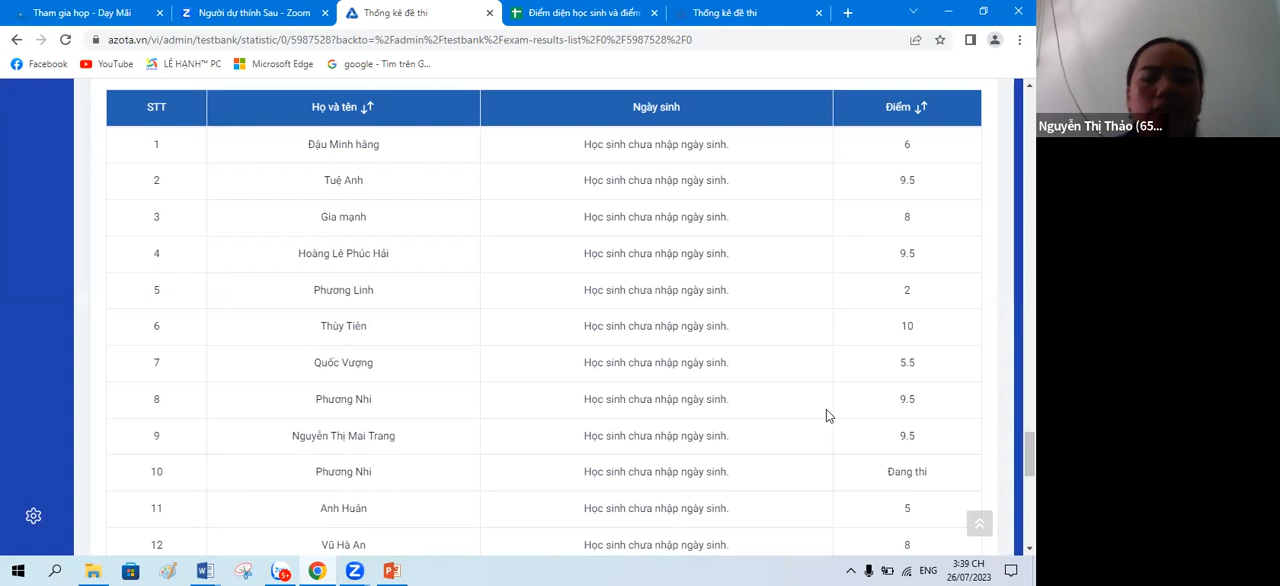 Tham gia họp - Dạy Mãi
Người dự thính Sau - Zoom
Thống kê đề thi
Điểm diện học sinh và điểm
Thống kê đề thi
azota.vn/vi/admin/testbank/statistic/0/5987528?backto=%2Fadmin%2Ftestbank%2Fexam-results-list%2F0%2F5987528%2F0
Facebook YouTube LÊ HẠNH™ PC Microsoft Edge google - Tìm trên G...
STT Họ và tên Ngày sinh Điểm
1 Đậu Minh hằng Học sinh chưa nhập ngày sinh. 6
2 Tuệ Anh Học sinh chưa nhập ngày sinh. 9.5
3 Gia mạnh Học sinh chưa nhập ngày sinh. 8
4 Hoàng Lê Phúc Hải Học sinh chưa nhập ngày sinh. 9.5
5 Phương Linh Học sinh chưa nhập ngày sinh. 2
6 Thùy Tiên Học sinh chưa nhập ngày sinh. 10
7 Quốc Vượng Học sinh chưa nhập ngày sinh. 5.5
8 Phương Nhi Học sinh chưa nhập ngày sinh. 9.5
9 Nguyễn Thị Mai Trang Học sinh chưa nhập ngày sinh. 9.5
10 Phương Nhi Học sinh chưa nhập ngày sinh. Đang thi
11 Anh Huân Học sinh chưa nhập ngày sinh. 5
12 Vũ Hà An Học sinh chưa nhập ngày sinh. 8
Nguyễn Thị Thảo (65...
5+
ENG
3:39 CH
26/07/2023